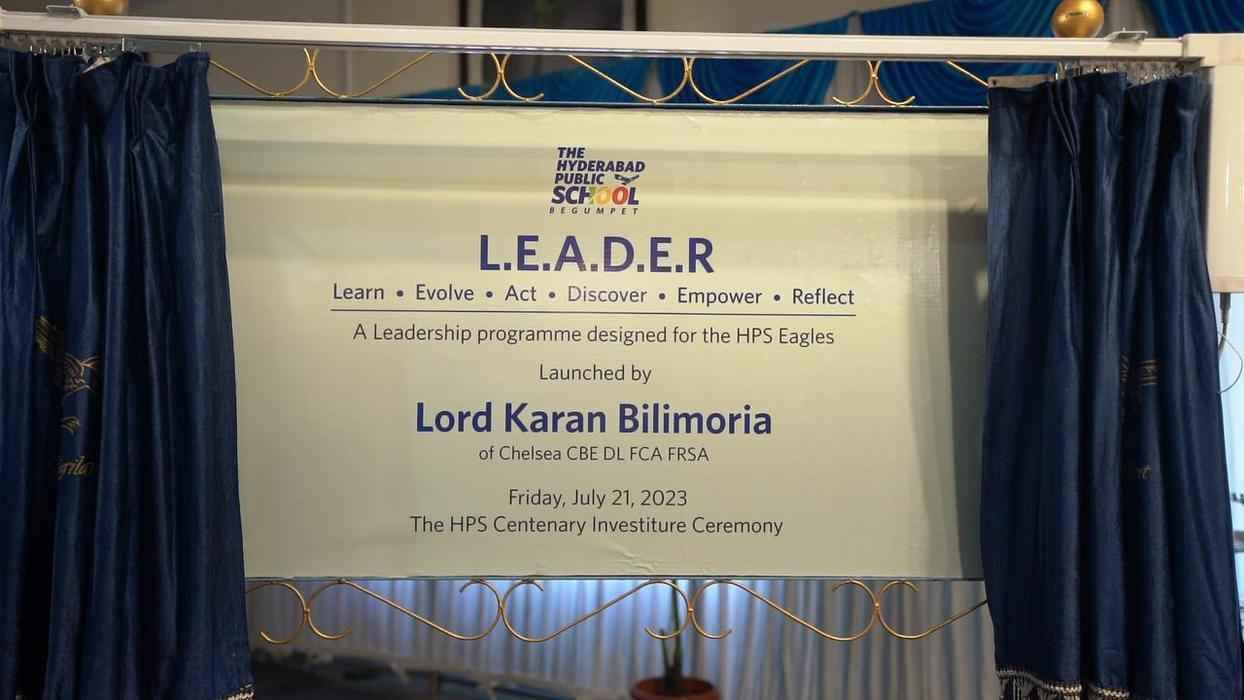 THE
HYDERABAD
PUBLIC
SCHOOL
BEGUMPET
L.E.A.D.E.R
Learn • Evolve • Act • Discover • Empower • Reflect
A Leadership programme designed for the HPS Eagles
Launched by
Lord Karan Bilimoria
of Chelsea CBE DL FCA FRSA
Friday, July 21, 2023
The HPS Centenary Investiture Ceremony